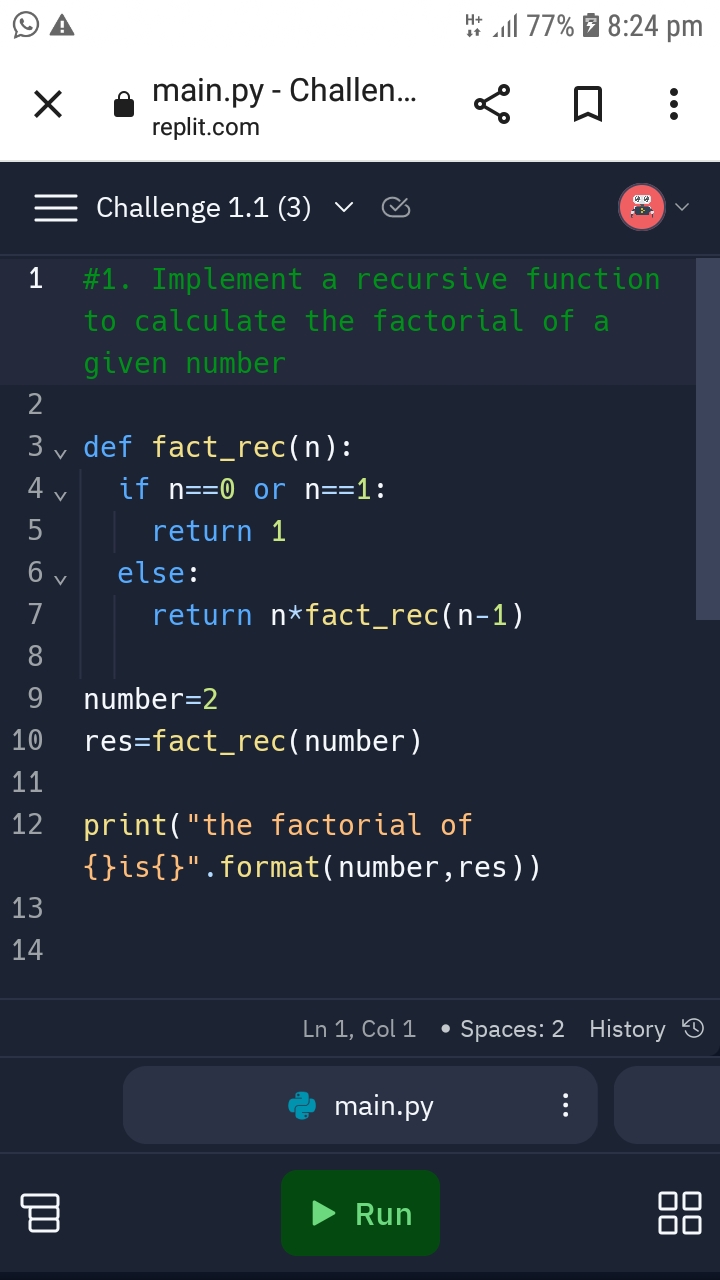 H+ 77% 8:24 pm
main.py - Challen...
replit.com
Challenge 1.1 (3)
1 #1. Implement a recursive function
to calculate the factorial of a
given number
2
3 def fact_rec(n):
4 if n==0 or n==1:
5 return 1
6 else:
7 return n*fact_rec(n-1)
8
9 number=2
10 res=fact_rec(number)
11
12 print("the factorial of
{}is{}".format(number,res))
13
14
Ln 1, Col 1 • Spaces: 2 History
main.py
Run